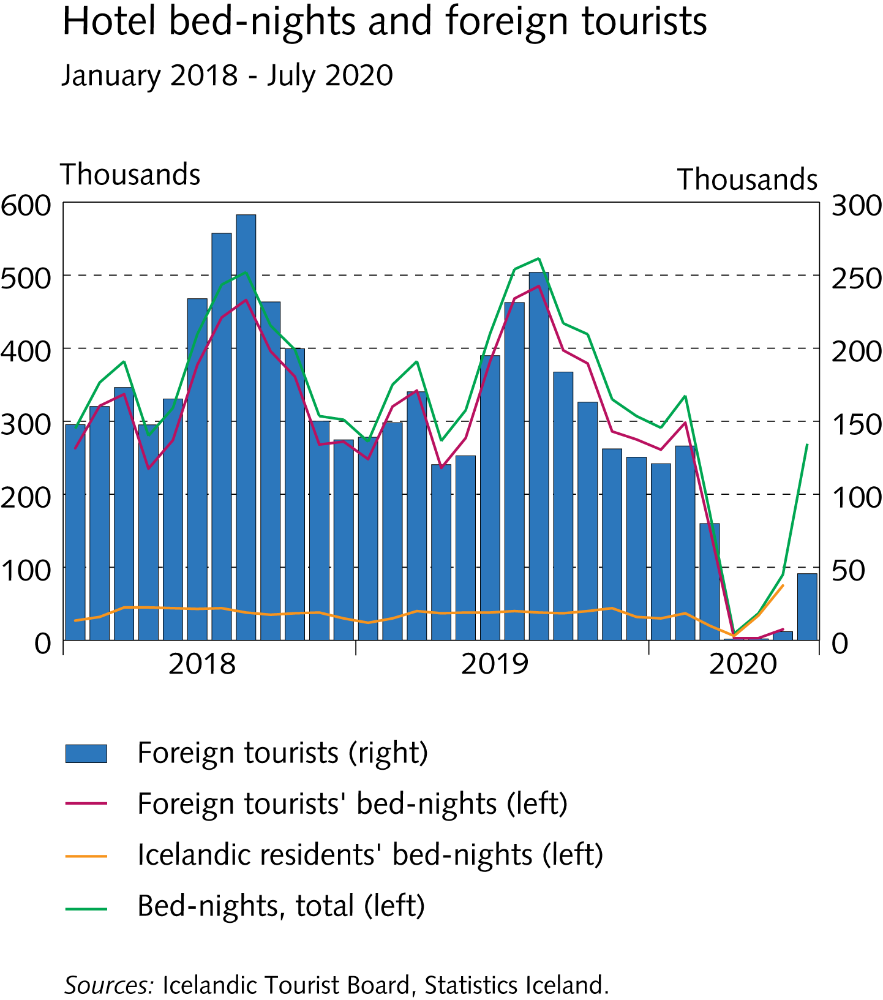 Hotel bed-nights and foreign tourists
January 2018 - July 2020
Thousands Thousands
600 300
500 250
400 200
300 150
200 100
100 50
0 0
2018 2019 2020
Foreign tourists (right)
Foreign tourists' bed-nights (left)
Icelandic residents' bed-nights (left)
Bed-nights, total (left)
Sources: Icelandic Tourist Board, Statistics Iceland.